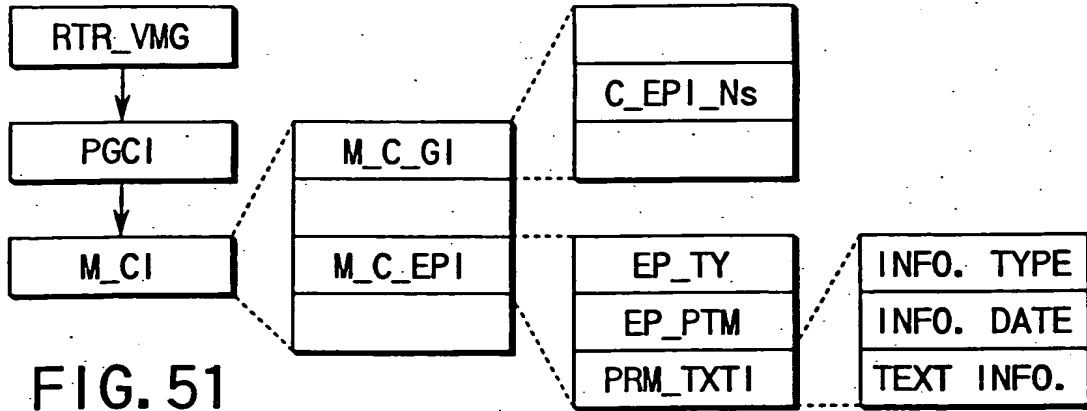 RTR_VMG
PGCI
M_CI
M_C_GI
M_C_EPI
C_EPI_Ns
EP_TY
EP_PTM
PRM_TXTI
INFO. TYPE
INFO. DATE
TEXT INFO.
FIG. 51